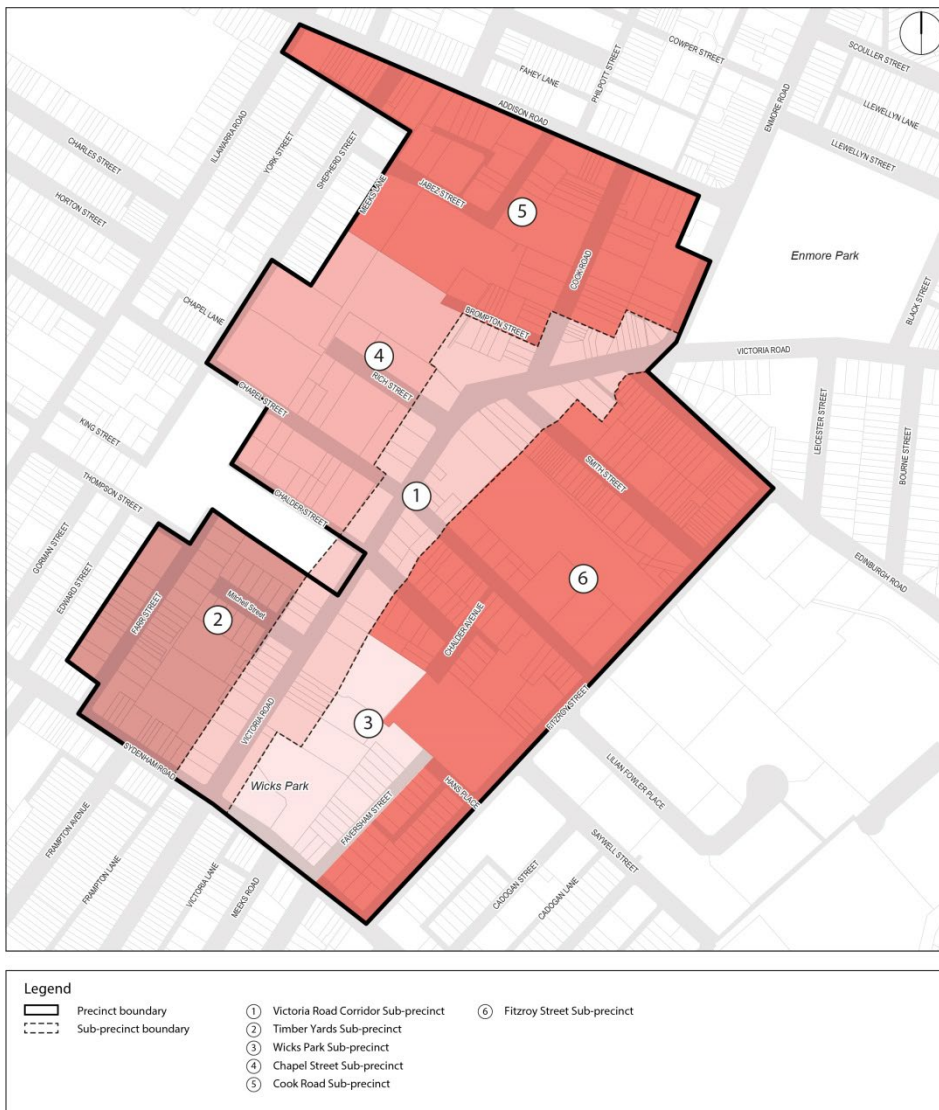 COWPER STREET
SCOULLER STREET
PHILPOTT STREET
FAHEY LANE
ENMORE ROAD
LLEWELLYN LANE
ADDISON ROAD
LLEWELLYN STREET
ILLAWARRA ROAD
CHARLES STREET
YORK STREET
SHEPHERD STREET
HORTON STREET
MEEKS LANE
JABEZ STREET
5
Enmore Park
COOK ROAD
BLACK STREET
CHAPEL LANE
BROMPTON STREET
VICTORIA ROAD
4
RICH STREET
CHAPEL STREET
LEICESTER STREET
BOURNE STREET
KING STREET
SMITH STREET
THOMPSON STREET
CHALDER STREET
1
GORMAN STREET
EDWARD STREET
EDINBURGH ROAD
FARR STREET
Mitchell Street
2
6
CHALDER AVENUE
VICTORIA ROAD
3
FITZROY STREET
SYDENHAM ROAD
Wicks Park
HANS PLACE
LILIAN FOWLER PLACE
FAVERSHAM STREET
FRAMPTON AVENUE
FRAMPTON LANE
VICTORIA LANE
MEEKS ROAD
SAYWELL STREET
CADOGAN STREET
CADOGAN LANE
Legend
Precinct boundary
Sub-precinct boundary
1 Victoria Road Corridor Sub-precinct
2 Timber Yards Sub-precinct
3 Wicks Park Sub-precinct
4 Chapel Street Sub-precinct
5 Cook Road Sub-precinct
6 Fitzroy Street Sub-precinct